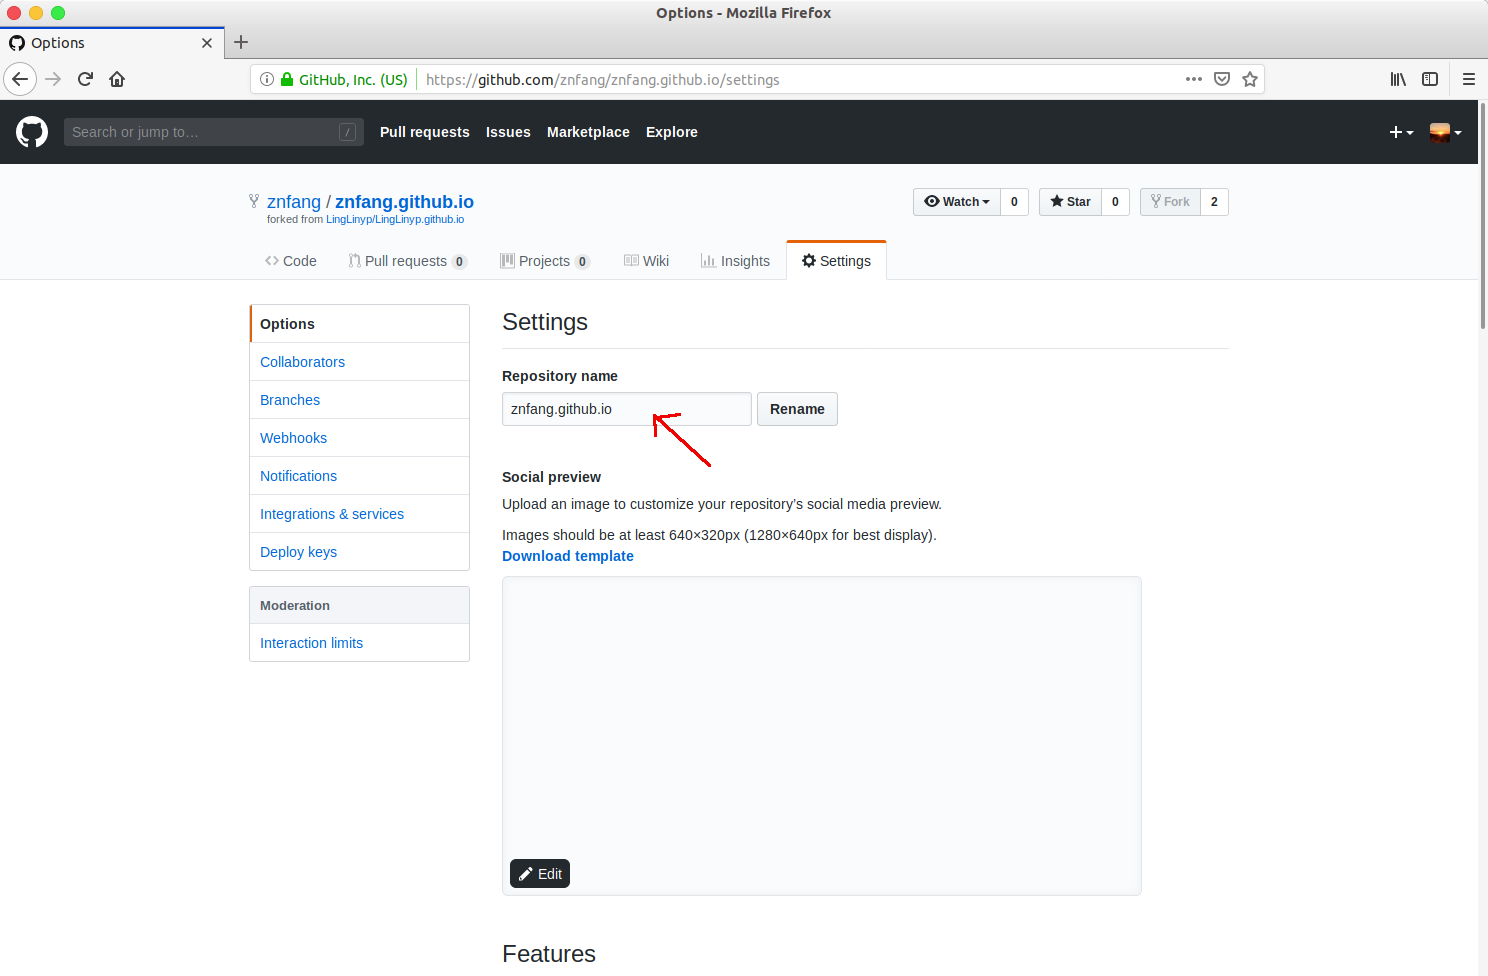 Options - Mozilla Firefox
Options
GitHub, Inc. (US) https://github.com/znfang/znfang.github.io/settings
Search or jump to… / Pull requests Issues Marketplace Explore
znfang / znfang.github.io Watch 0 Star 0 Fork 2
forked from LingLinyp/LingLinyp.github.io
Code Pull requests 0 Projects 0 Wiki Insights Settings
Options
Collaborators
Branches
Webhooks
Notifications
Integrations & services
Deploy keys
Moderation
Interaction limits
Settings
Repository name
znfang.github.io Rename
Social preview
Upload an image to customize your repository’s social media preview.
Images should be at least 640×320px (1280×640px for best display).
Download template
Edit
Features